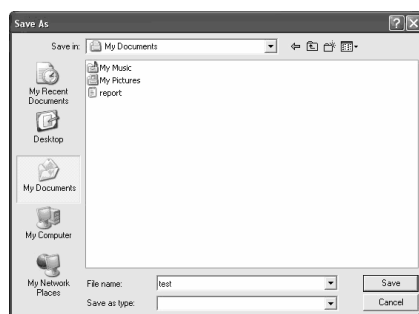 Save As
Save in:
My Documents
My Music
My Pictures
report
My Recent
Documents
Desktop
My Documents
My Computer
My Network
Places
File name:
test
Save
Save as type:
Cancel